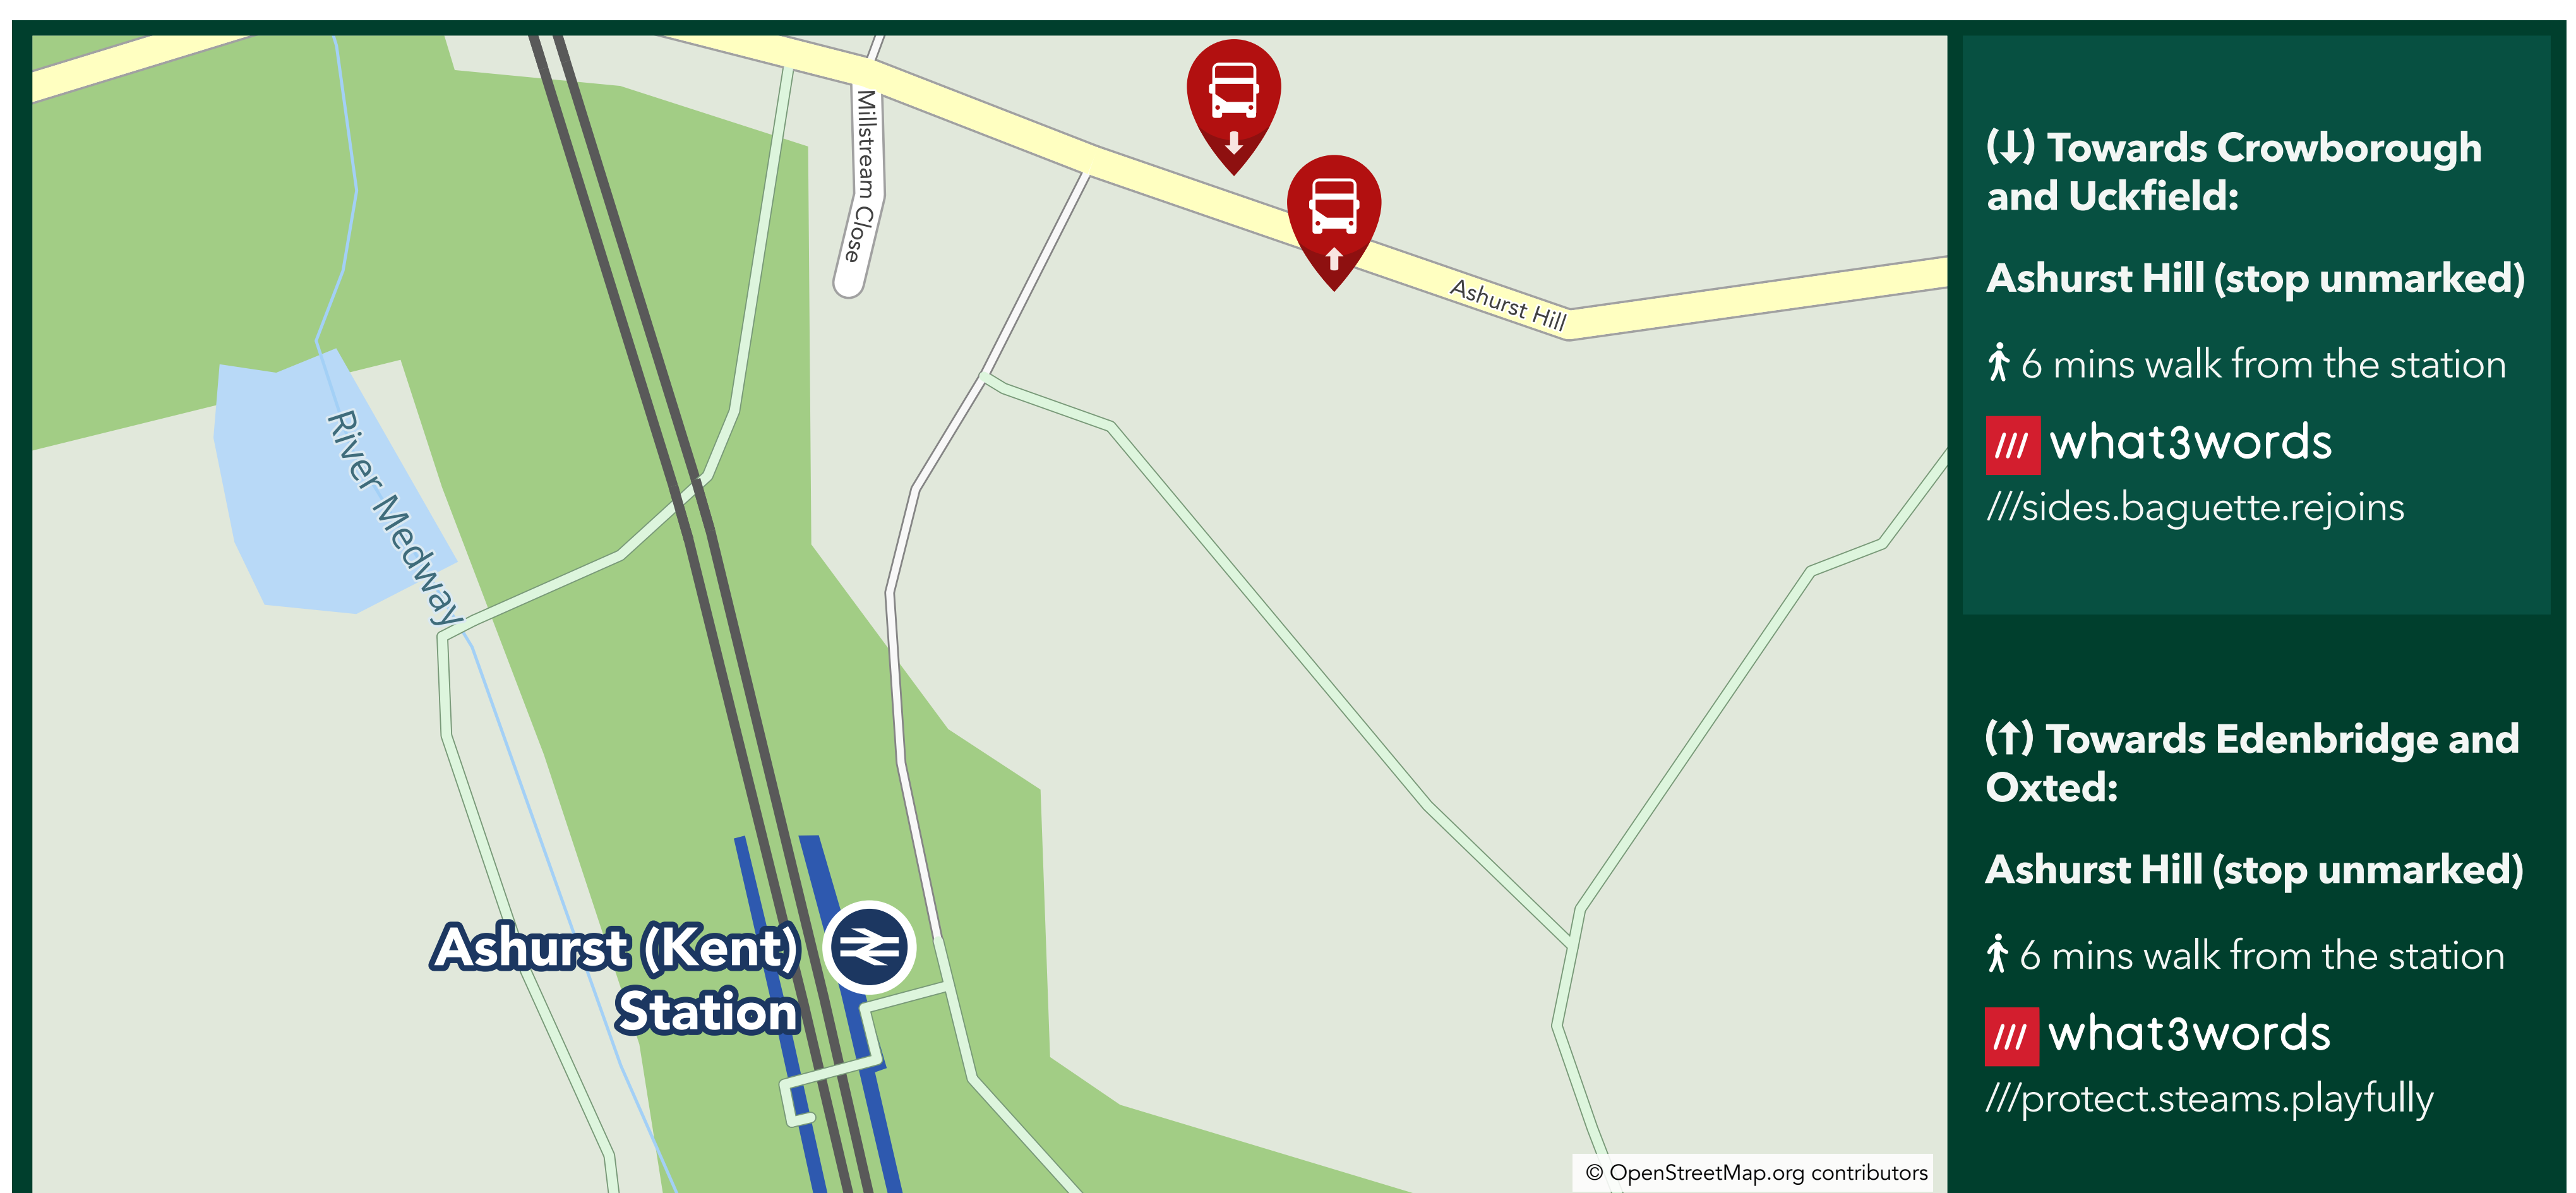 Millstream Close
Ashurst Hill
River Medway
Ashurst (Kent)
Station
© OpenStreetMap.org contributors
(↓) Towards Crowborough
and Uckfield:
Ashurst Hill (stop unmarked)
6 mins walk from the station
what3words
///sides.baguette.rejoins
(↑) Towards Edenbridge and
Oxted:
Ashurst Hill (stop unmarked)
6 mins walk from the station
what3words
///protect.steams.playfully